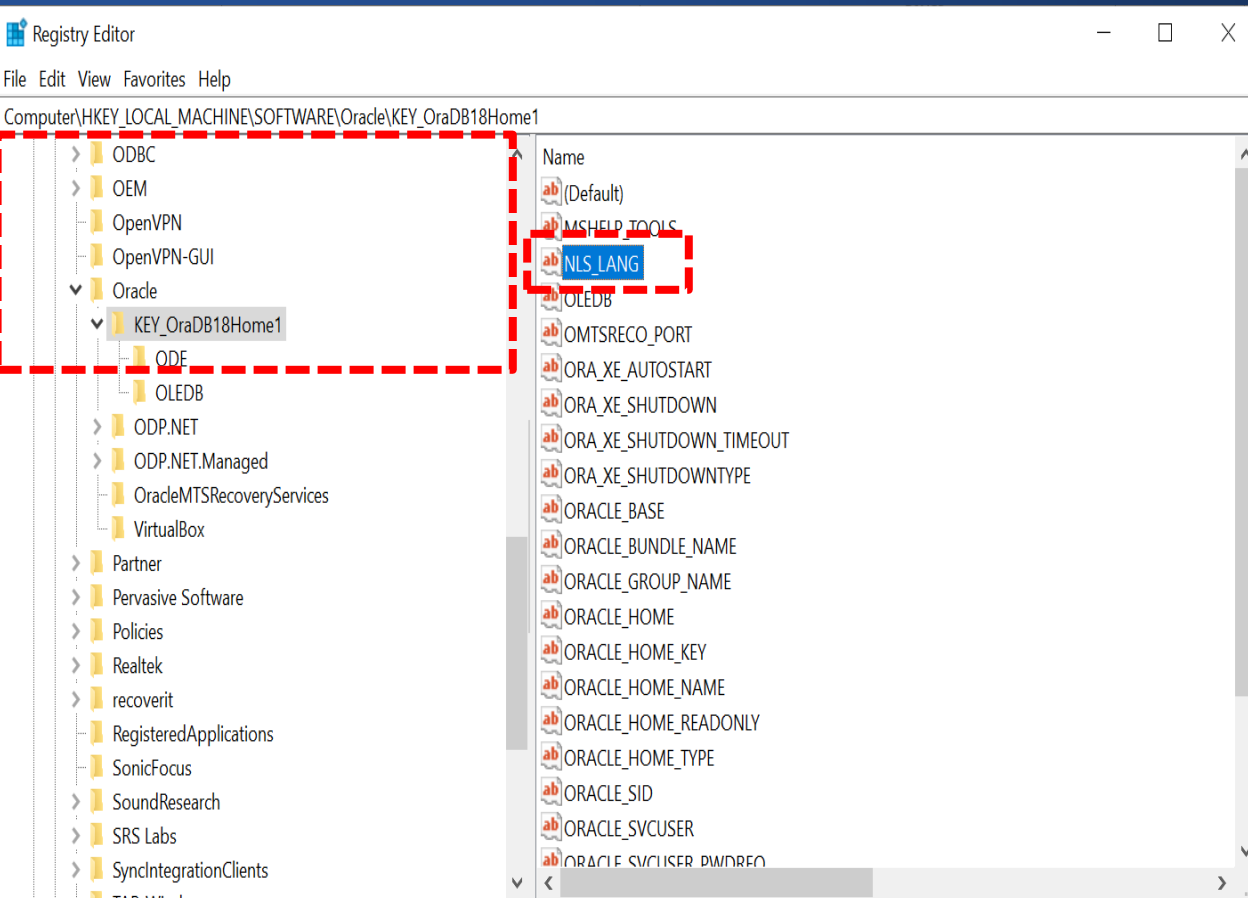 Registry Editor
File Edit View Favorites Help
Computer\HKEY_LOCAL_MACHINE\SOFTWARE\Oracle\KEY_OraDB18Home1
ODBC
OEM
OpenVPN
OpenVPN-GUI
Oracle
KEY_OraDB18Home1
ODE
OLEDB
ODP.NET
ODP.NET.Managed
OracleMTSRecoveryServices
VirtualBox
Partner
Pervasive Software
Policies
Realtek
recoverit
RegisteredApplications
SonicFocus
SoundResearch
SRS Labs
SyncIntegrationClients
Name
(Default)
MSHELP_TOOLS
NLS_LANG
OLEDB
OMTSRECO_PORT
ORA_XE_AUTOSTART
ORA_XE_SHUTDOWN
ORA_XE_SHUTDOWN_TIMEOUT
ORA_XE_SHUTDOWNTYPE
ORACLE_BASE
ORACLE_BUNDLE_NAME
ORACLE_GROUP_NAME
ORACLE_HOME
ORACLE_HOME_KEY
ORACLE_HOME_NAME
ORACLE_HOME_READONLY
ORACLE_HOME_TYPE
ORACLE_SID
ORACLE_SVCUSER
ORACLE_SVCUSER_PWDREQ